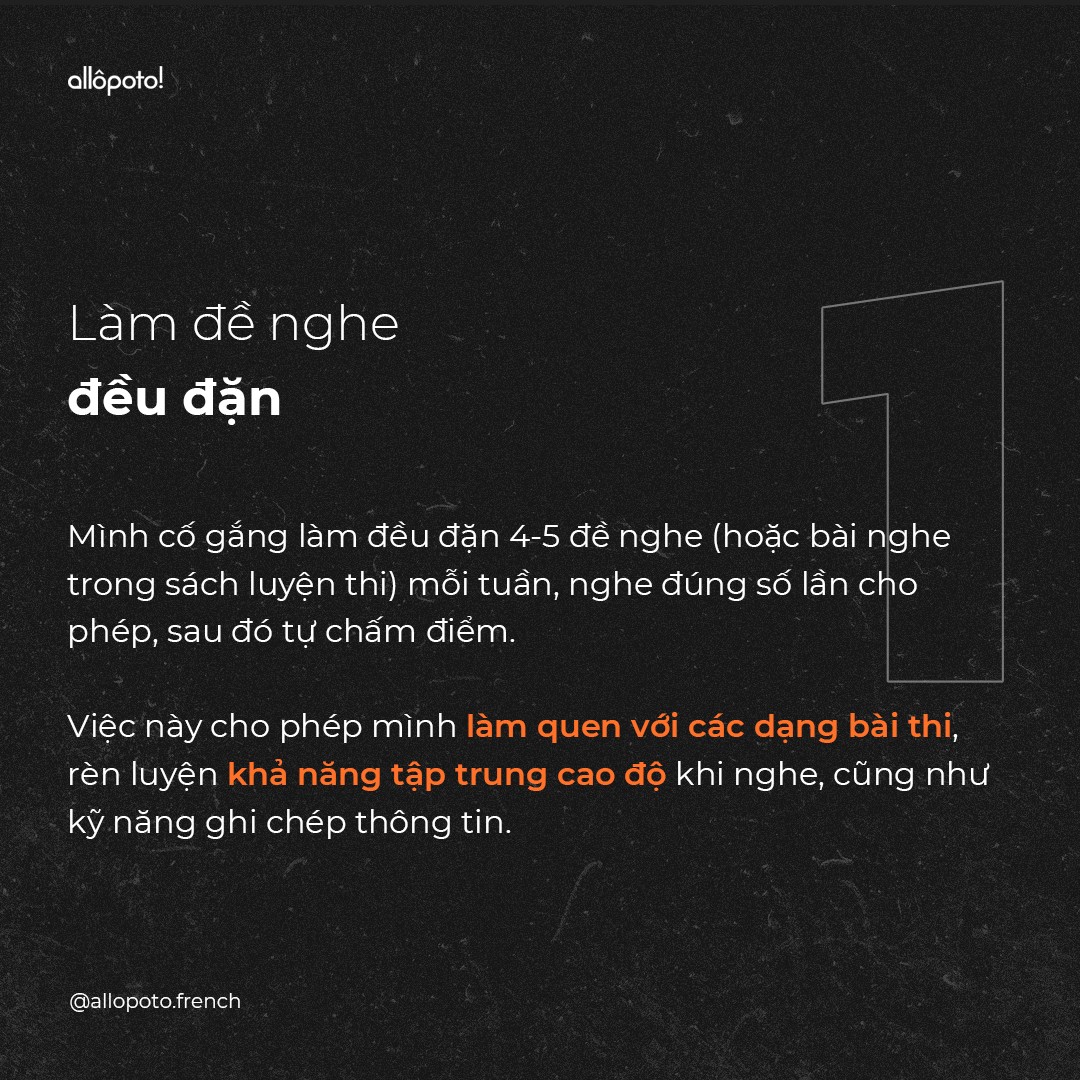 allôpoto!
Làm đề nghe
đều đặn
1
Mình cố gắng làm đều đặn 4-5 đề nghe (hoặc bài nghe
trong sách luyện thi) mỗi tuần, nghe đúng số lần cho
phép, sau đó tự chấm điểm.
Việc này cho phép mình làm quen với các dạng bài thi,
rèn luyện khả năng tập trung cao độ khi nghe, cũng như
kỹ năng ghi chép thông tin.
@allopoto.french